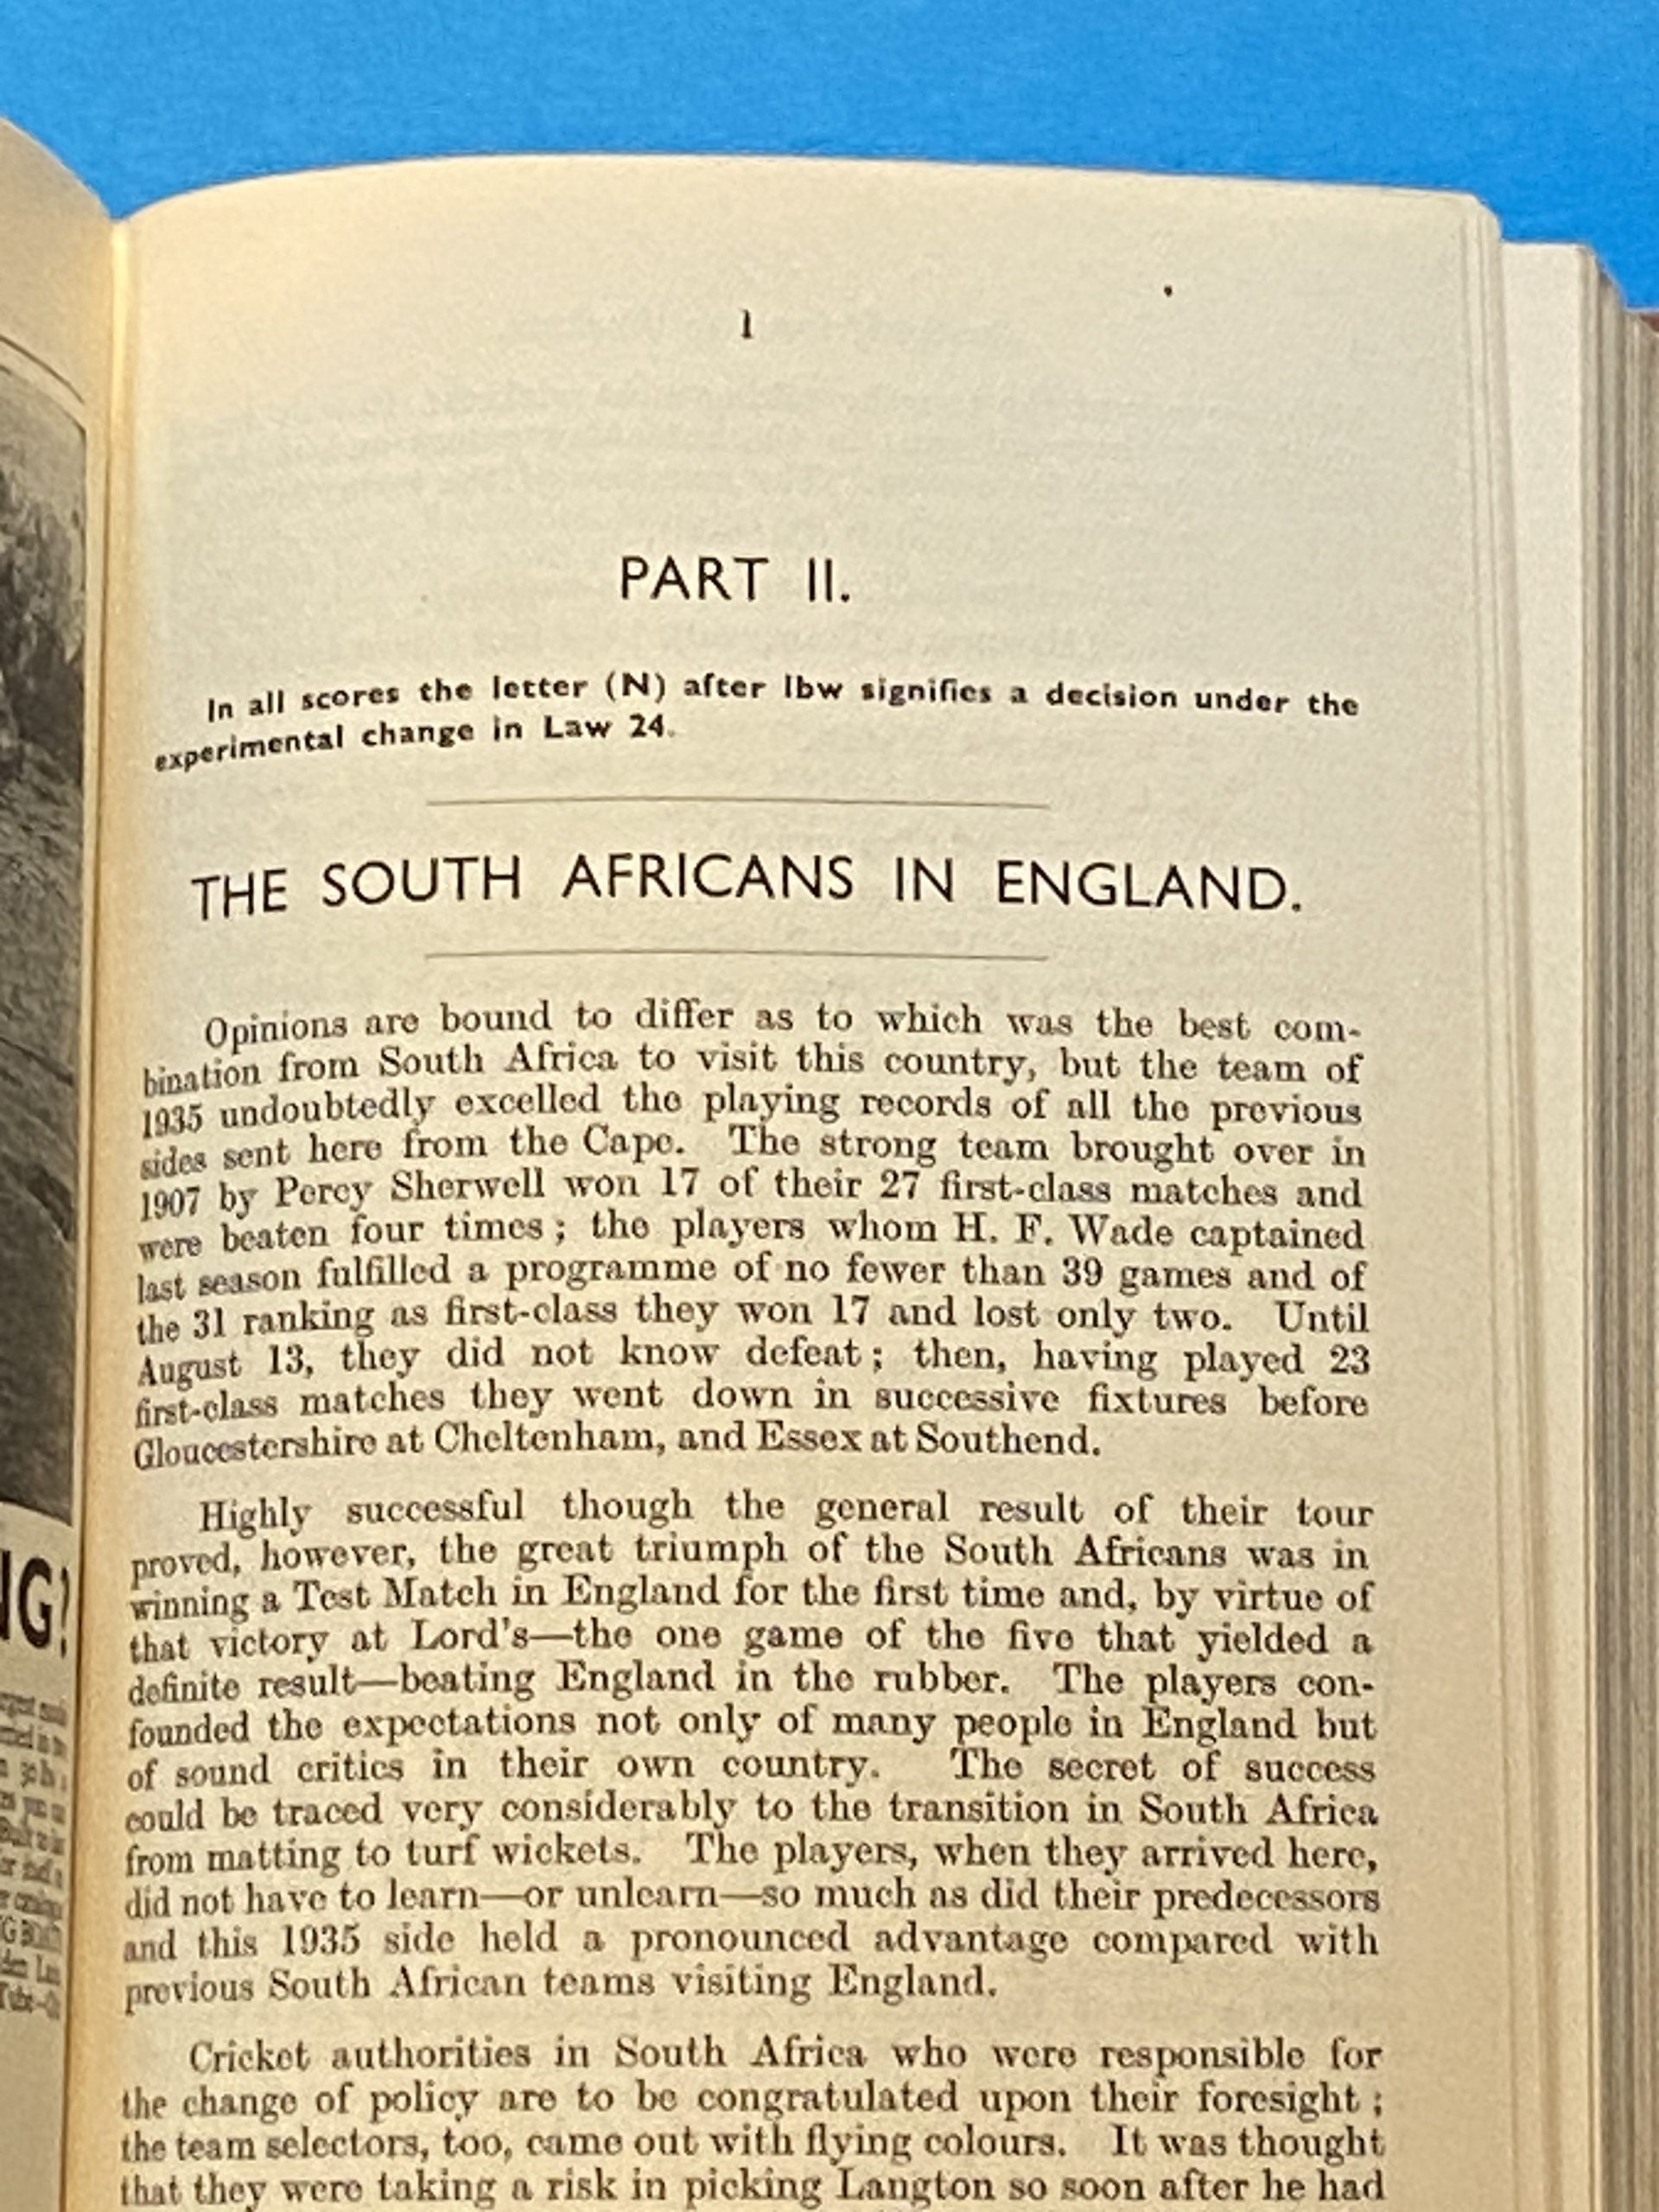 1
PART II.
In all scores the letter (N) after lbw signifies a decision under the
experimental change in Law 24.
THE SOUTH AFRICANS IN ENGLAND.
Opinions are bound to differ as to which was the best com-
bination from South Africa to visit this country, but the team of
1935 undoubtedly excelled the playing records of all the previous
sides sent here from the Cape. The strong team brought over in
1907 by Percy Sherwell won 17 of their 27 first-class matches and
were beaten four times; the players whom H. F. Wade captained
last season fulfilled a programme of no fewer than 39 games and of
the 31 ranking as first-class they won 17 and lost only two. Until
August 13, they did not know defeat; then, having played 23
first-class matches they went down in successive fixtures before
Gloucestershire at Cheltenham, and Essex at Southend.
Highly successful though the general result of their tour
proved, however, the great triumph of the South Africans was in
winning a Test Match in England for the first time and, by virtue of
that victory at Lord's—the one game of the five that yielded a
definite result—beating England in the rubber. The players con-
founded the expectations not only of many people in England but
of sound critics in their own country. The secret of success
could be traced very considerably to the transition in South Africa
from matting to turf wickets. The players, when they arrived here,
did not have to learn—or unlearn—so much as did their predecessors
and this 1935 side held a pronounced advantage compared with
previous South African teams visiting England.
Cricket authorities in South Africa who were responsible for
the change of policy are to be congratulated upon their foresight;
the team selectors, too, came out with flying colours. It was thought
that they were taking a risk in picking Langton so soon after he had